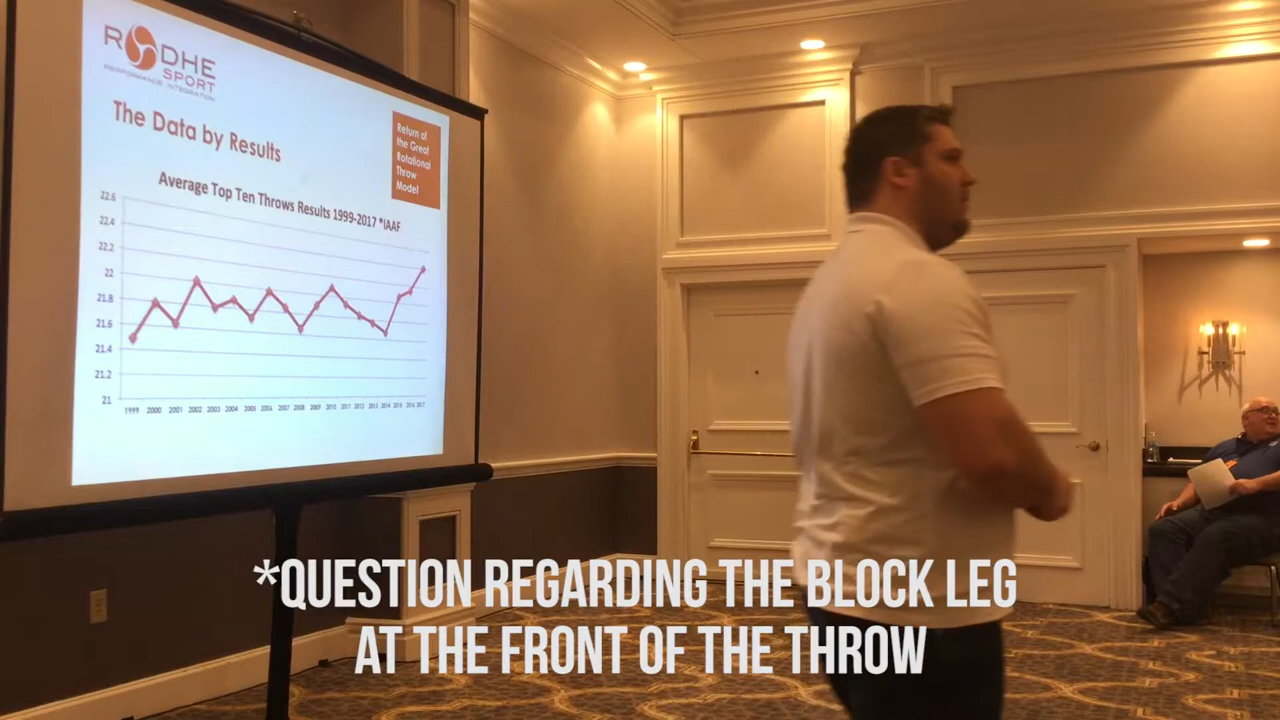 RODHE
SPORT
PERFORMANCE INTEGRATION
The Data by Results
Return of
the Great
Rotational
Throw
Model
Average Top Ten Throws Results 1999-2017 *IAAF
22.5
22.4
22.2
22
21.8
21.6
21.4
21.2
21
1999 2000 2001 2002 2003 2004 2005 2006 2007 2008 2009 2010 2011 2012 2013 2014 2015 2016 2017
*QUESTION REGARDING THE BLOCK LEG
AT THE FRONT OF THE THROW